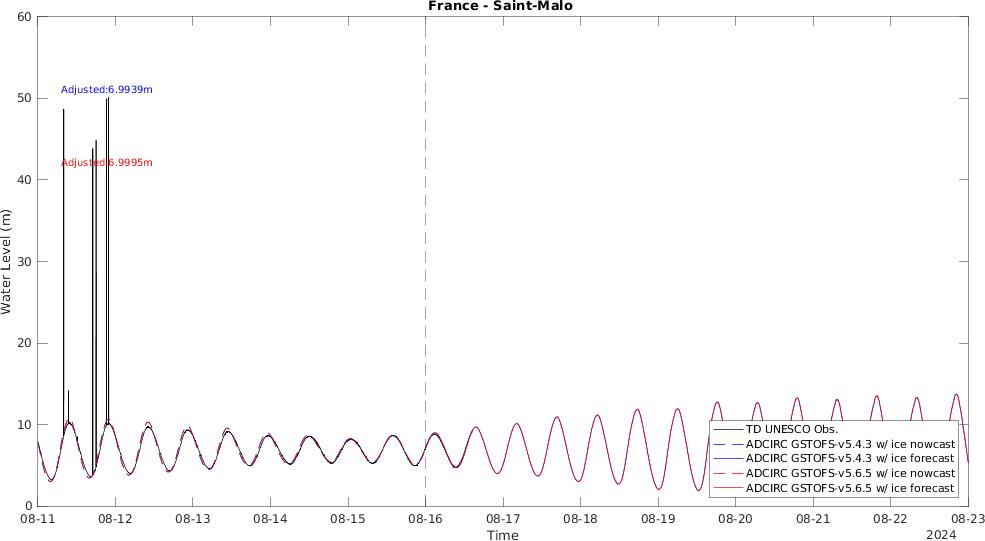 France - Saint-Malo
60
50
40
30
20
10
0
Water Level (m)
Adjusted:6.9939m
Adjusted:6.9995m
TD UNESCO Obs.
ADCIRC GSTOFS-v5.4.3 w/ ice nowcast
ADCIRC GSTOFS-v5.4.3 w/ ice forecast
ADCIRC GSTOFS-v5.6.5 w/ ice nowcast
ADCIRC GSTOFS-v5.6.5 w/ ice forecast
08-11 08-12 08-13 08-14 08-15 08-16 08-17 08-18 08-19 08-20 08-21 08-22 08-23
Time
2024